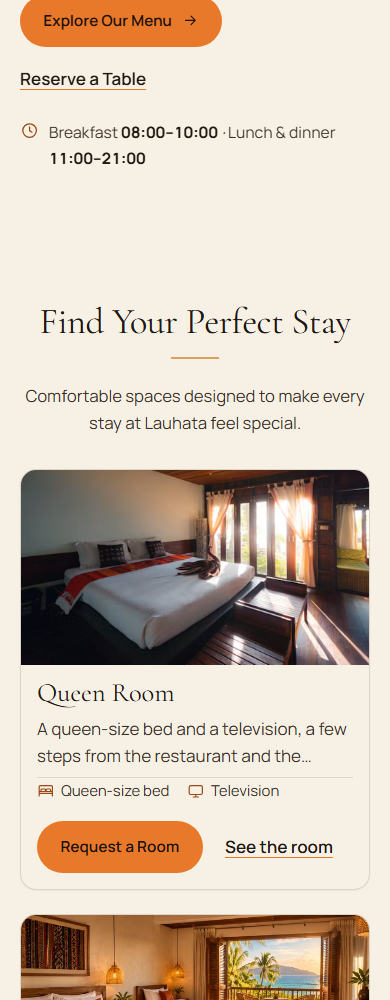 Explore Our Menu →
Reserve a Table
Breakfast 08:00–10:00 · Lunch & dinner
11:00–21:00
Find Your Perfect Stay
Comfortable spaces designed to make every
stay at Lauhata feel special.
Queen Room
A queen-size bed and a television, a few
steps from the restaurant and the…
Queen-size bed Television
Request a Room See the room